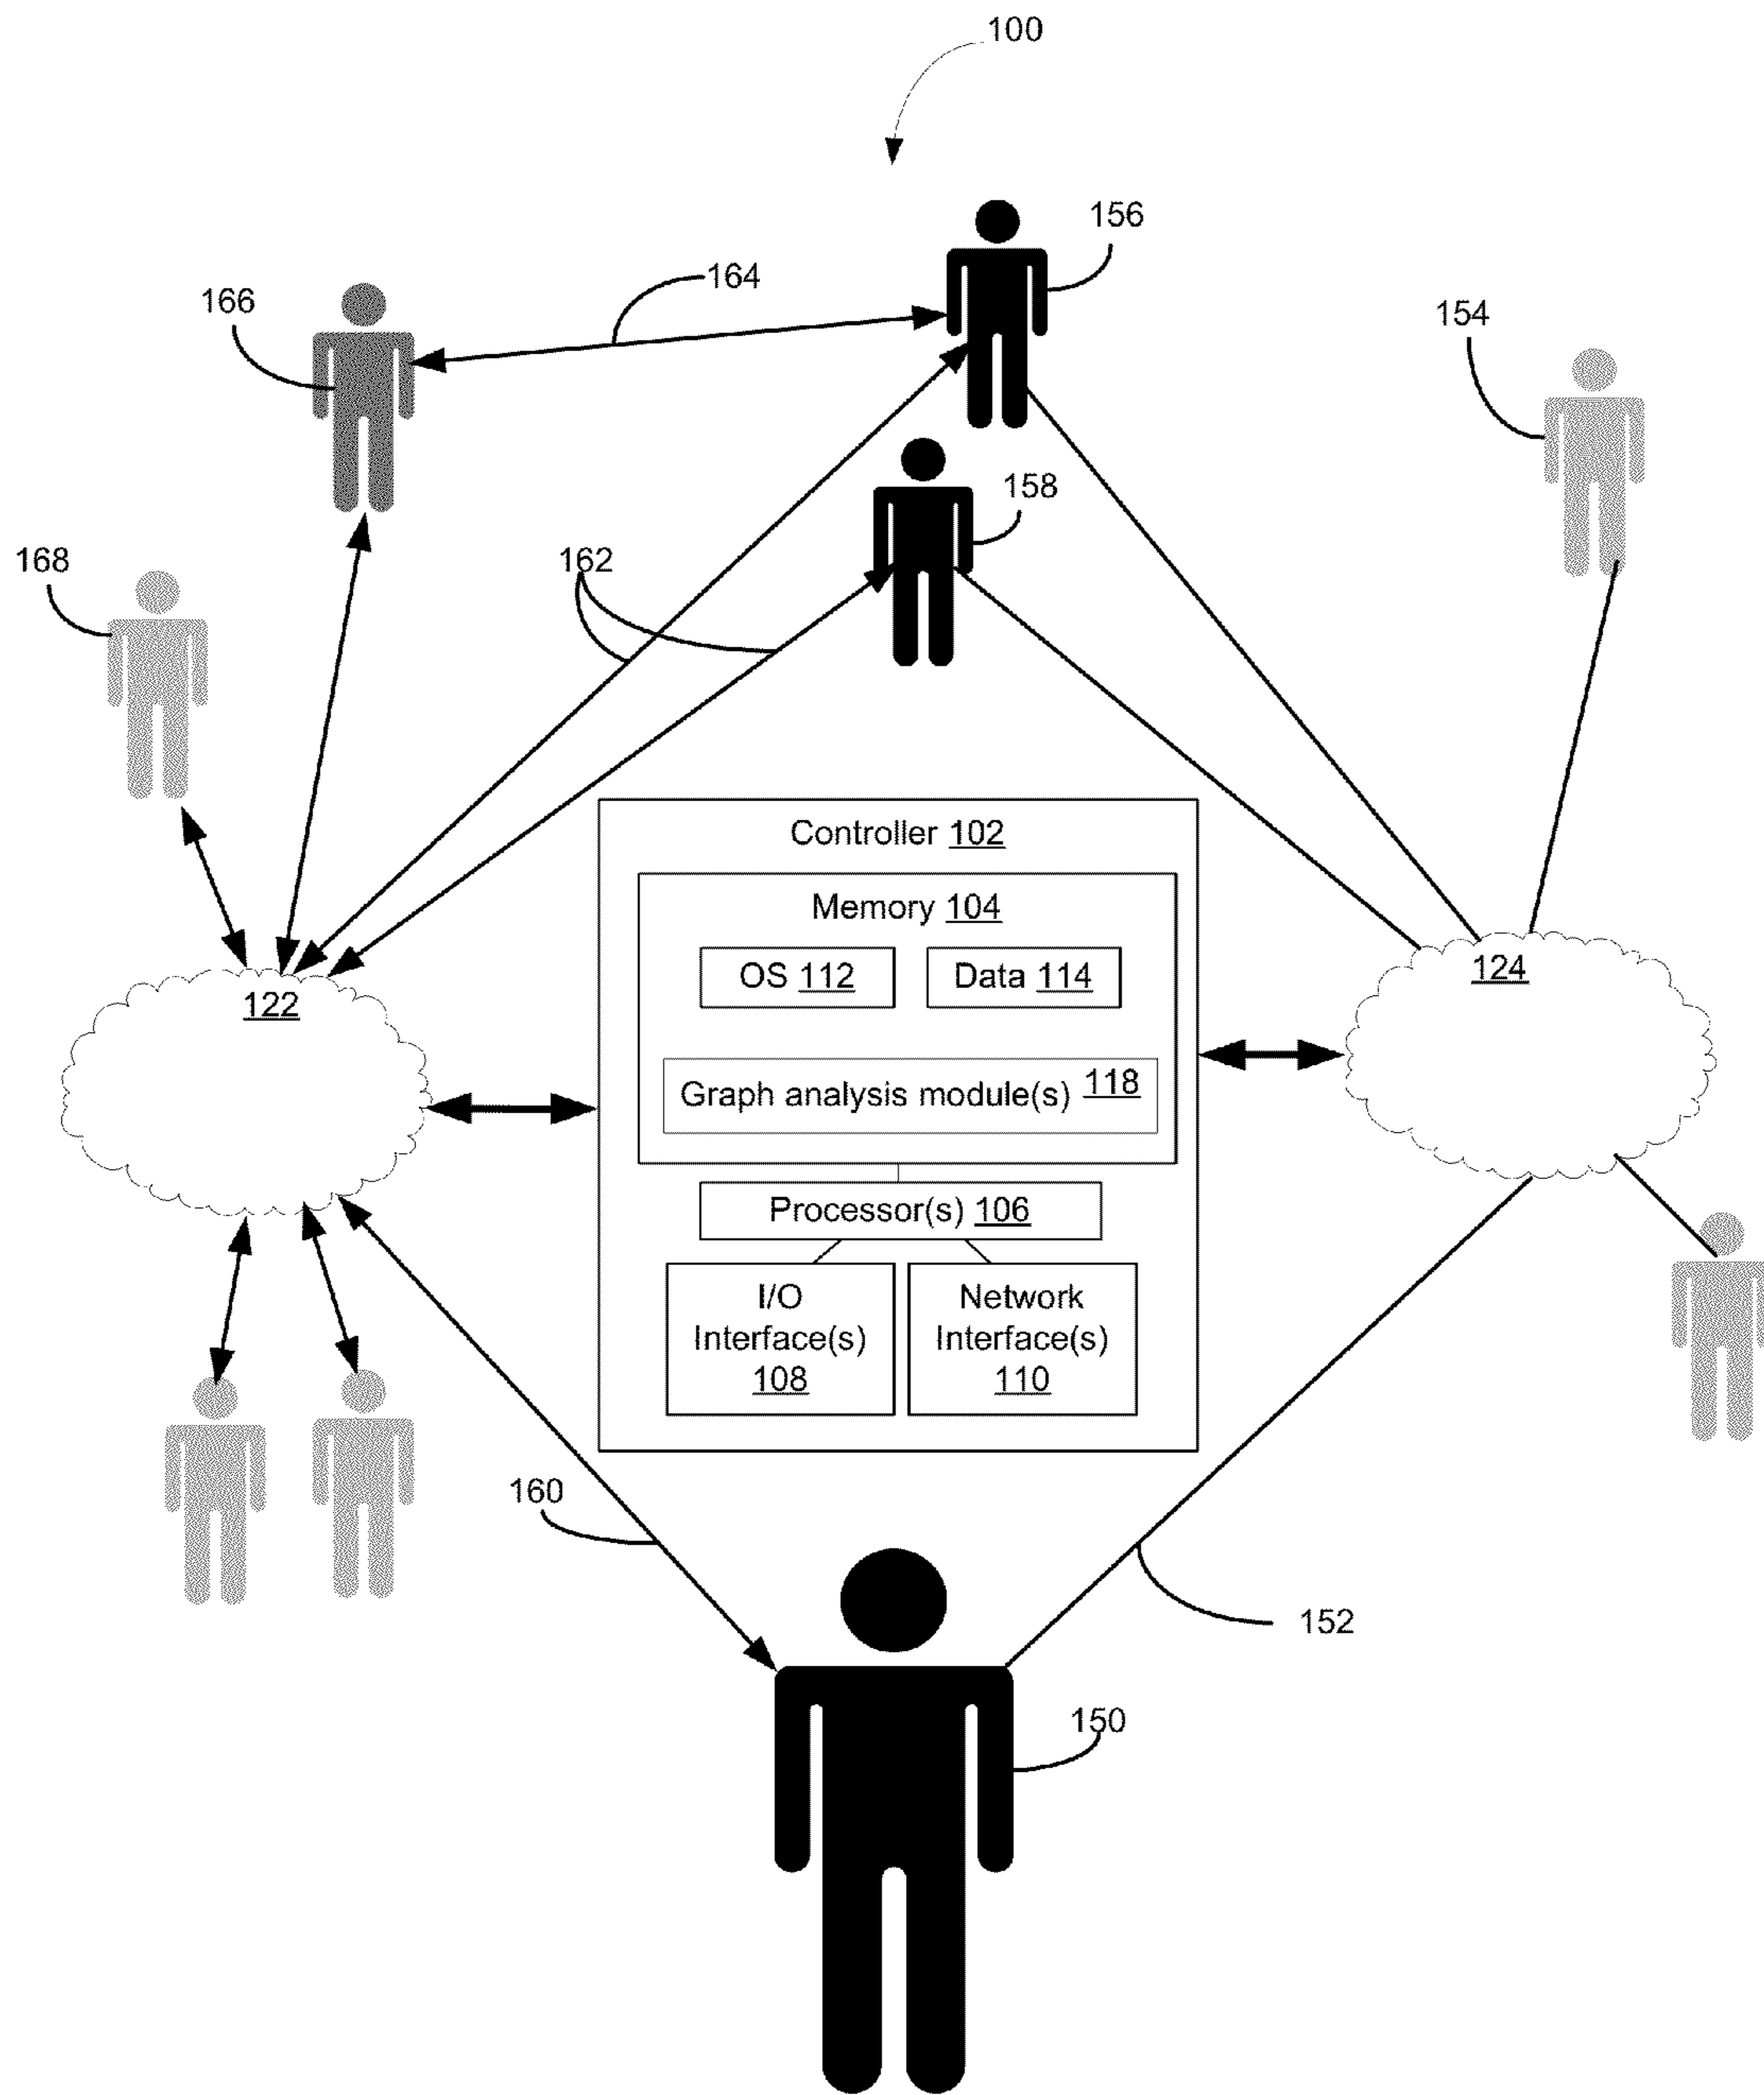 100
156
164
166
154
158
162
168
Controller 102
Memory 104
OS 112
Data 114
124
122
Graph analysis module(s) 118
Processor(s) 106
I/O
Interface(s)
108
Network
Interface(s)
110
160
152
150